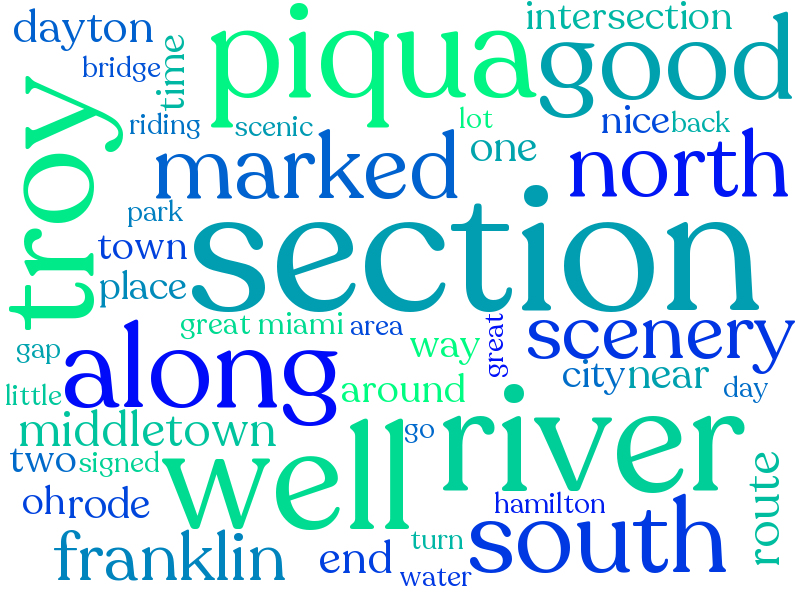 dayton
piqua
intersection
good
bridge
time
troy
riding
scenic
lot
nice
back
one
marked
north
park
section
town
place
great miami
area
scenery
gap
along
way
great
city
near
day
little
around
middletown
river
go
two
signed
well
route
oh
rode
hamilton
south
franklin
end
turn
water